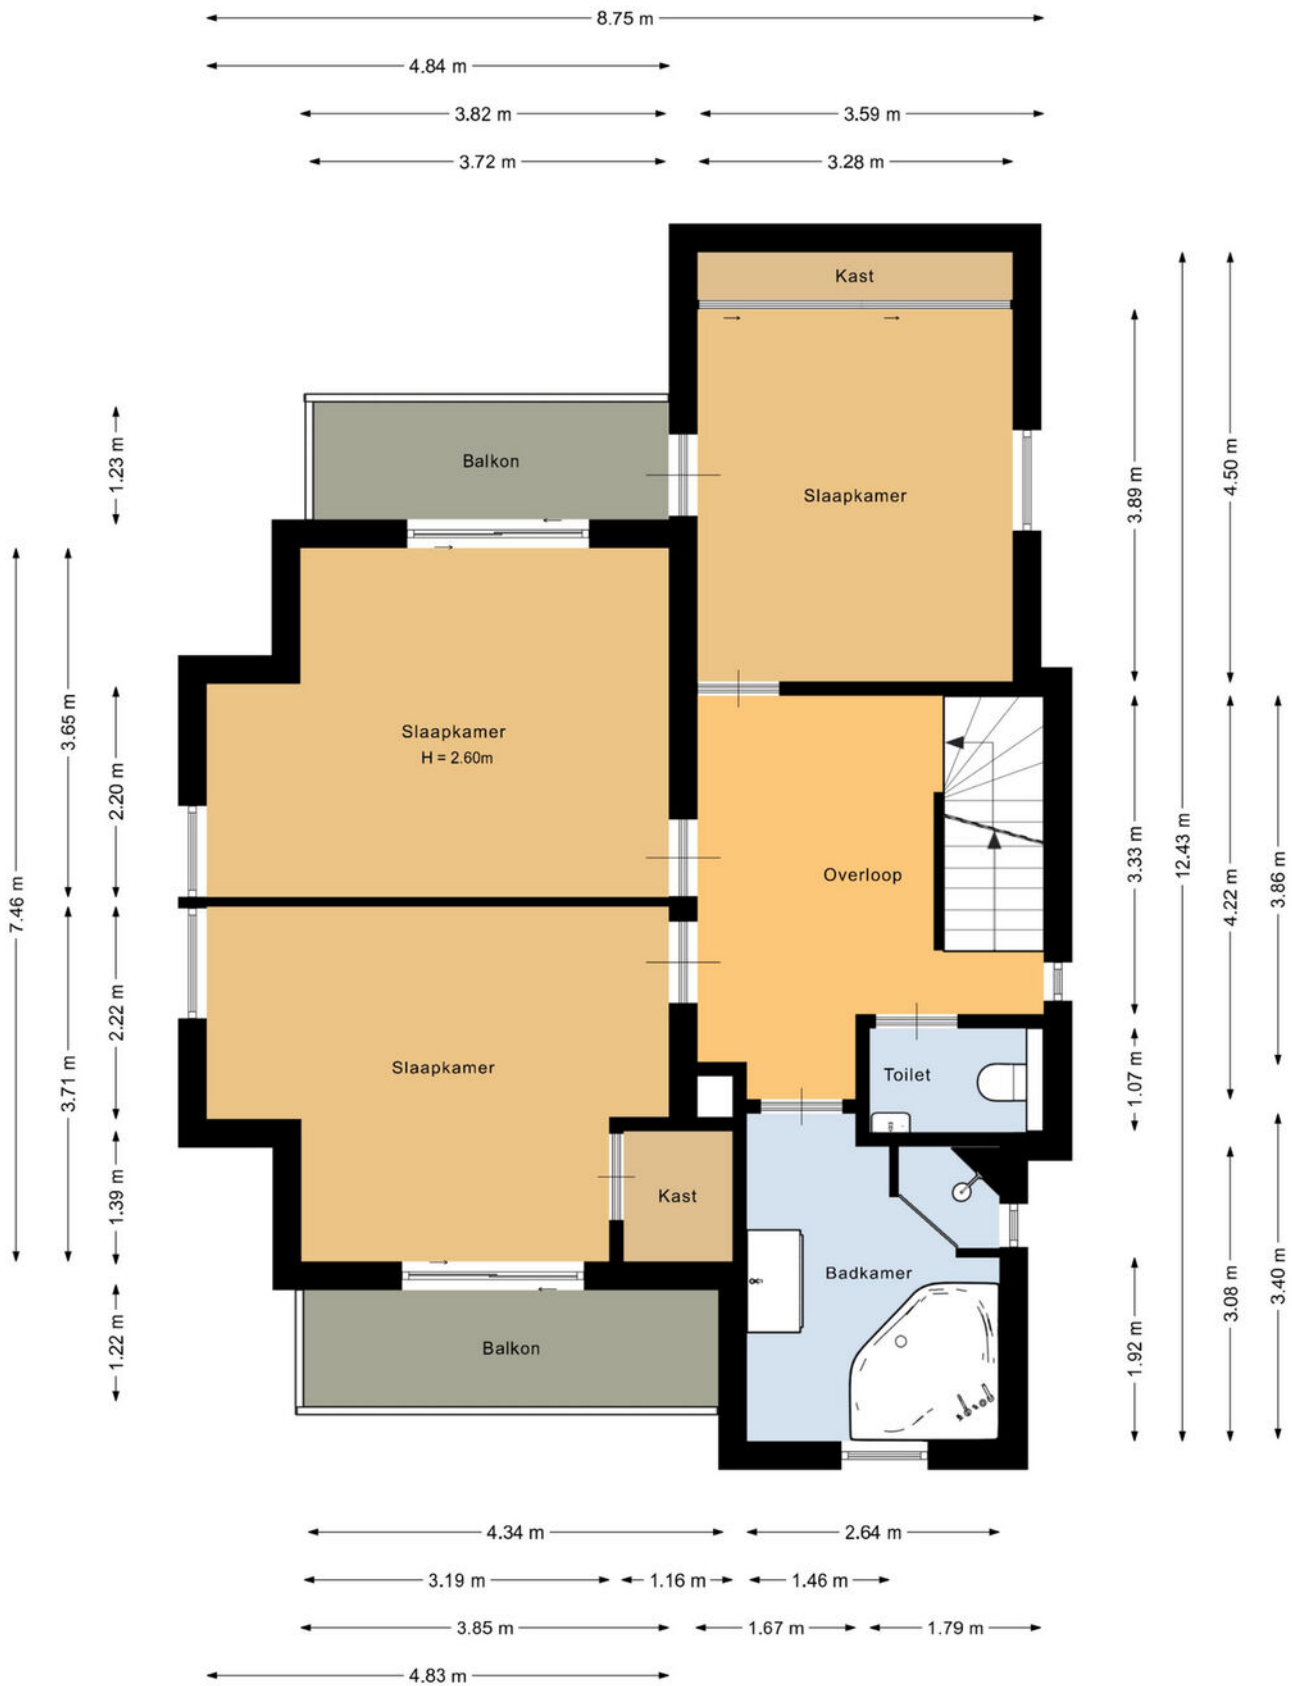 8.75 m
4.84 m
3.82 m
3.59 m
3.72 m
3.28 m
Kast
Balkon
Slaapkamer
1.23 m
3.89 m
4.50 m
Slaapkamer
H = 2.60m
7.46 m
3.65 m
2.20 m
Overloop
3.33 m
12.43 m
4.22 m
3.86 m
Slaapkamer
3.71 m
2.22 m
Toilet
1.07 m
1.39 m
Kast
Badkamer
3.08 m
3.40 m
1.22 m
Balkon
1.92 m
4.34 m
2.64 m
3.19 m
1.16 m
1.46 m
3.85 m
1.67 m
1.79 m
4.83 m